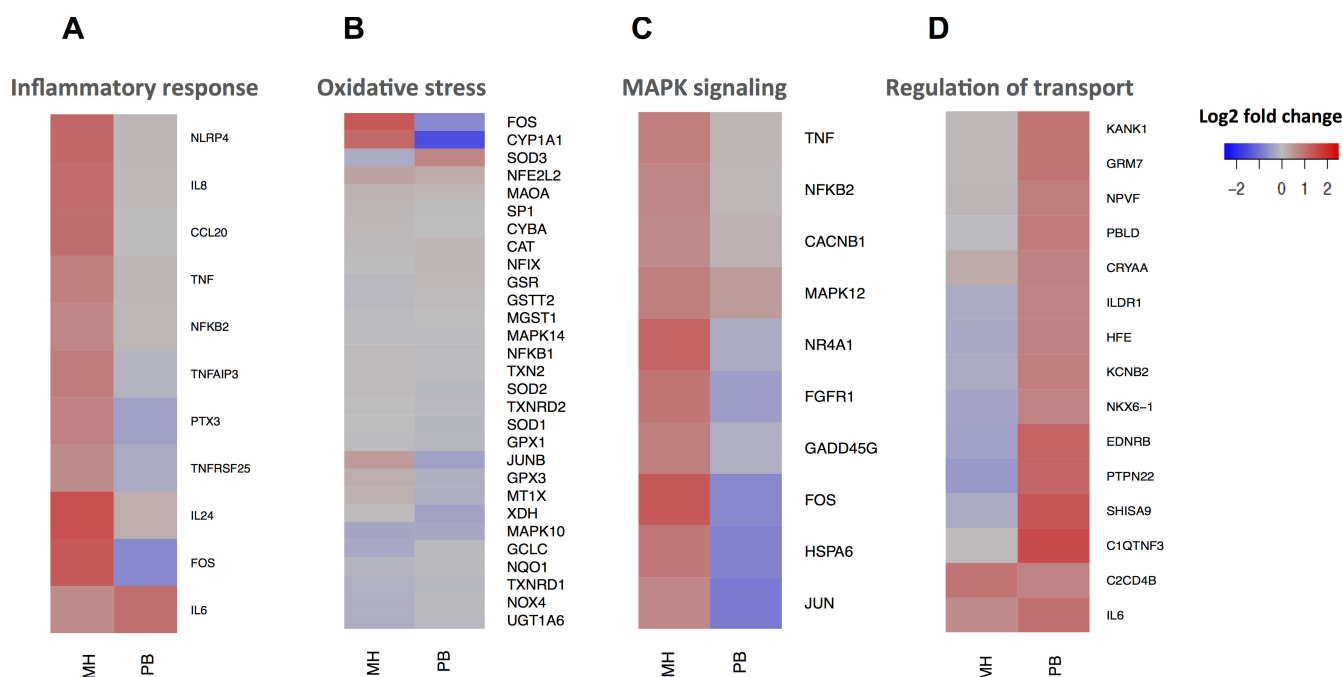 A
B
C
D
Inflammatory response
Oxidative stress
MAPK signaling
Regulation of transport
NLRP4
IL8
CCL20
TNF
NFKB2
TNFAIP3
PTX3
TNFRSF25
IL24
FOS
IL6
MH
PB
FOS
CYP1A1
SOD3
NFE2L2
MAOA
SP1
CYBA
CAT
NFIX
GSR
GSTT2
MGST1
MAPK14
NFKB1
TXN2
SOD2
TXNRD2
SOD1
GPX1
JUNB
GPX3
MT1X
XDH
MAPK10
GCLC
NQO1
TXNRD1
NOX4
UGT1A6
MH
PB
TNF
NFKB2
CACNB1
MAPK12
NR4A1
FGFR1
GADD45G
FOS
HSPA6
JUN
MH
PB
KANK1
GRM7
NPVF
PBLD
CRYAA
ILDR1
HFE
KCNB2
NKX6−1
EDNRB
PTPN22
SHISA9
C1QTNF3
C2CD4B
IL6
MH
PB
Log2 fold change
−2 0 1 2